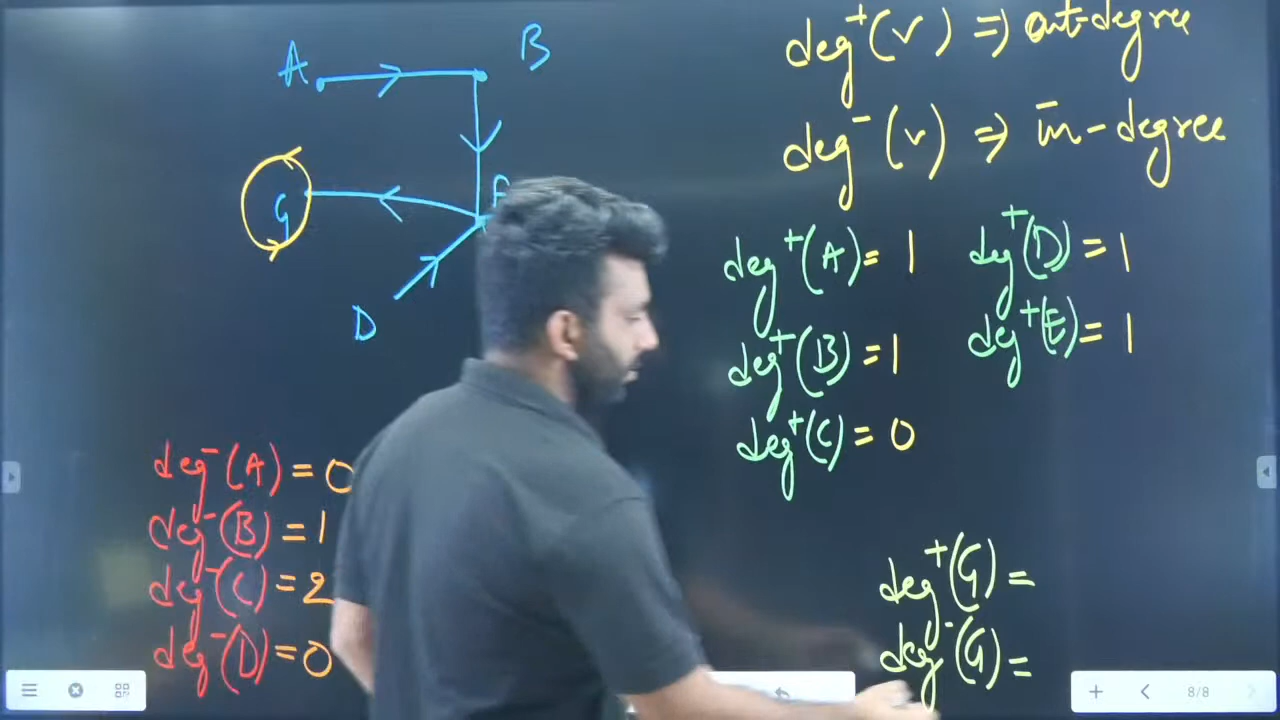 A
B
G
E
D
deg⁺(v) ⇒ out-degree
deg⁻(v) ⇒ in-degree
deg⁺(A) = 1
deg⁺(D) = 1
deg⁺(B) = 1
deg⁺(E) = 1
deg⁺(C) = 0
deg⁻(A) = 0
deg⁻(B) = 1
deg⁻(C) = 2
deg⁻(D) = 0
deg⁺(G) =
deg⁻(G) =
8/8